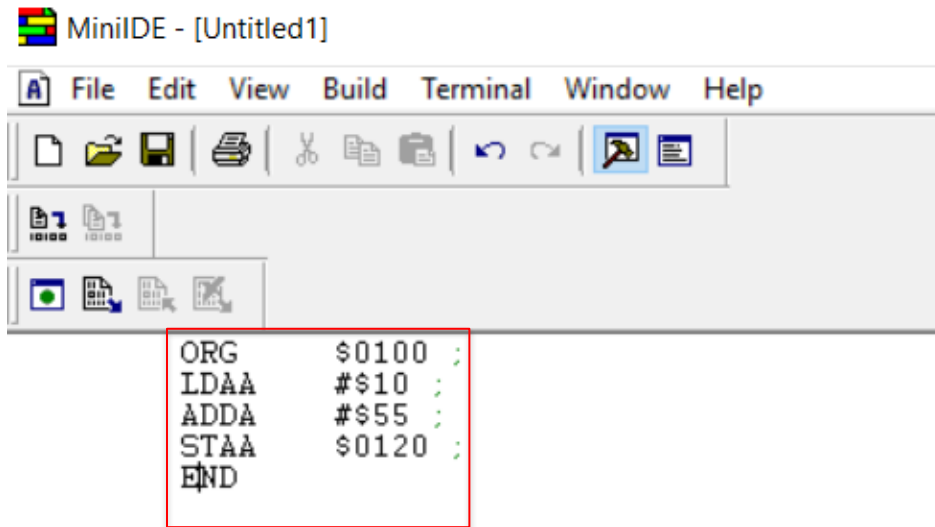 MiniIDE - [Untitled1]
A File Edit View Build Terminal Window Help
ORG $0100 ;
LDAA #$10 ;
ADDA #$55 ;
STAA $0120 ;
END